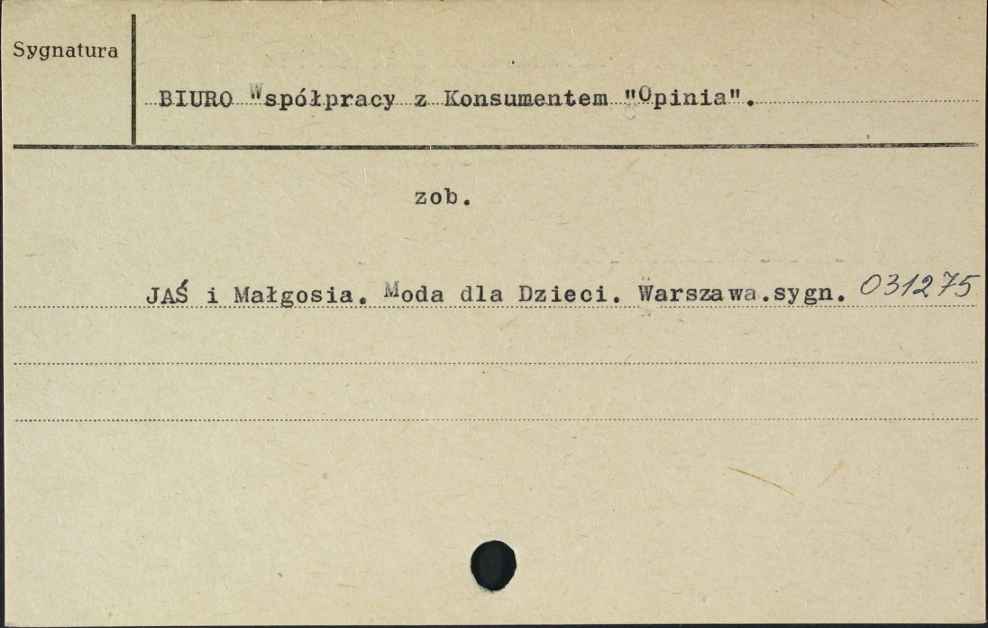 Sygnatura
BIURO Współpracy z Konsumentem "Opinia".
zob.
JAŚ i Małgosia. Moda dla Dzieci. Warszawa.sygn. 031275